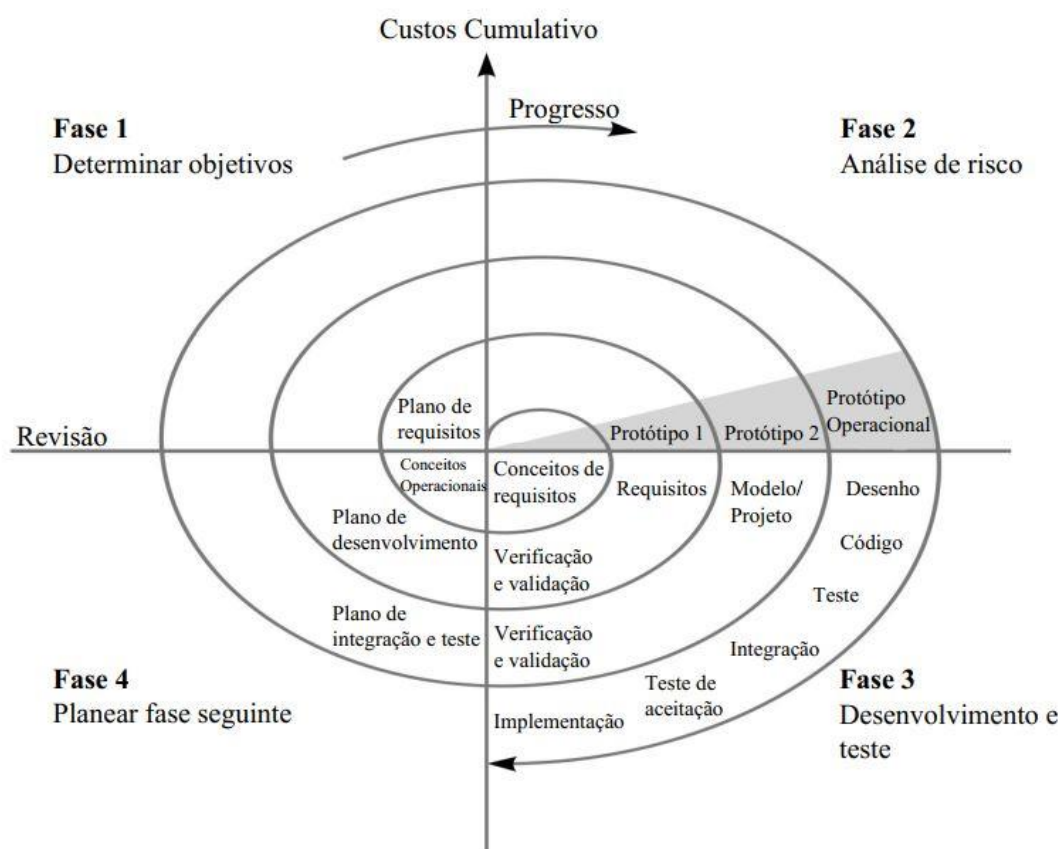 Custos Cumulativo
Progresso
Fase 1
Determinar objetivos
Fase 2
Análise de risco
Revisão
Plano de
requisitos
Protótipo 1
Protótipo 2
Protótipo
Operacional
Conceitos
Operacionais
Conceitos de
requisitos
Requisitos
Modelo/
Projeto
Desenho
Código
Teste
Integração
Teste de
aceitação
Implementação
Plano de
desenvolvimento
Verificação
e validação
Plano de
integração e teste
Verificação
e validação
Fase 4
Planear fase seguinte
Fase 3
Desenvolvimento e
teste